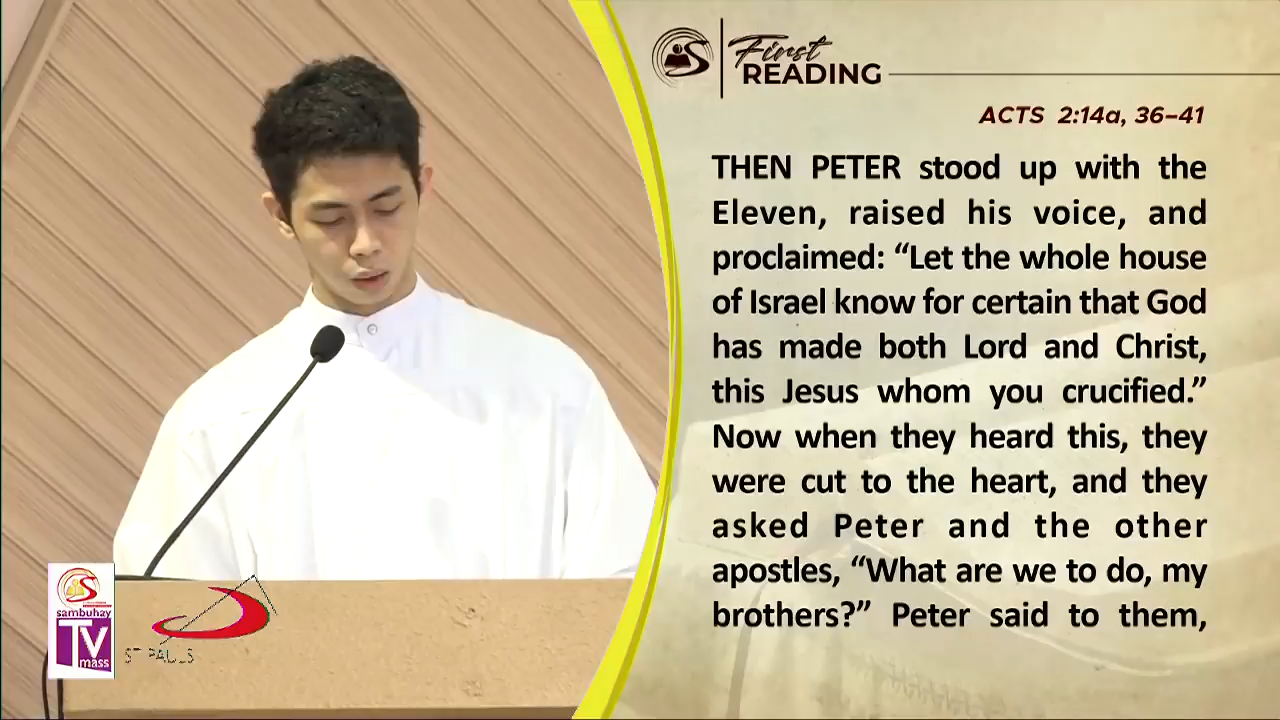 First
READING
ACTS 2:14a, 36–41
THEN PETER stood up with the
Eleven, raised his voice, and
proclaimed: “Let the whole house
of Israel know for certain that God
has made both Lord and Christ,
this Jesus whom you crucified.”
Now when they heard this, they
were cut to the heart, and they
asked Peter and the other
apostles, “What are we to do, my
brothers?” Peter said to them,
sambuhay
TV
mass
ST PAULS